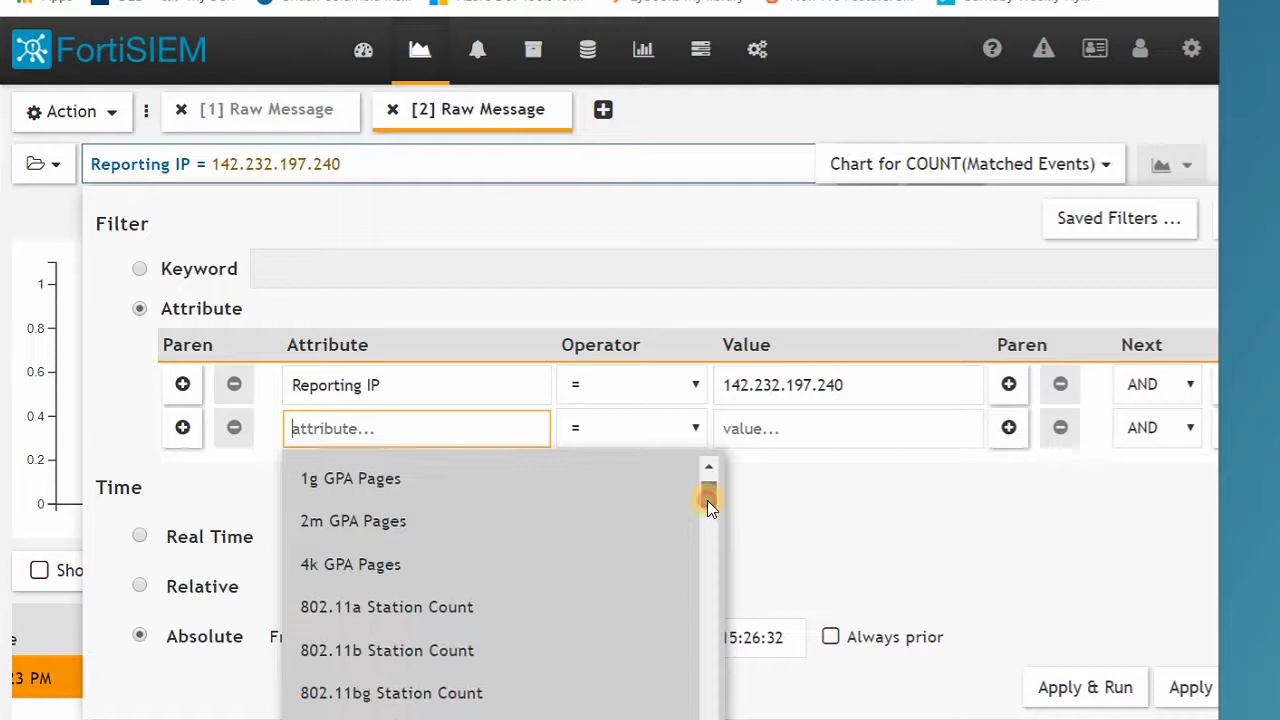 FortiSIEM
Action
[1] Raw Message
[2] Raw Message
Reporting IP = 142.232.197.240
Chart for COUNT(Matched Events)
Filter
Saved Filters ...
Keyword
Attribute
Paren Attribute Operator Value Paren Next
Reporting IP = 142.232.197.240 AND
attribute... = value... AND
1
0.8
0.6
0.4
0.2
0
1g GPA Pages
2m GPA Pages
4k GPA Pages
802.11a Station Count
802.11b Station Count
802.11bg Station Count
Time
Real Time
Relative
Absolute
15:26:32
Always prior
Sho
23 PM
Apply & Run
Apply